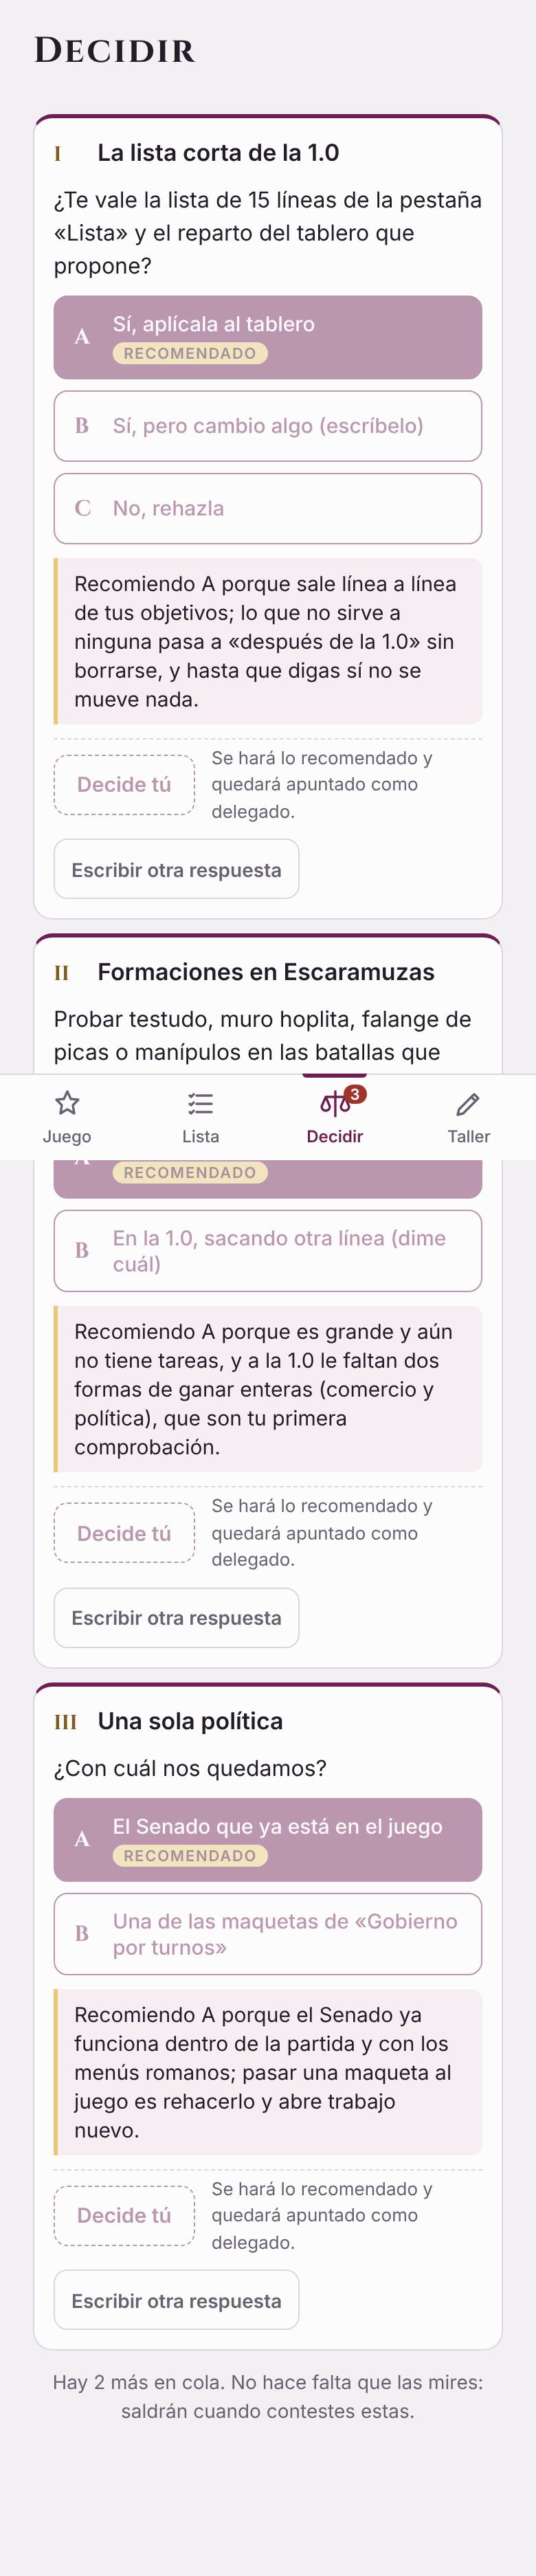 DECIDIR
I La lista corta de la 1.0
¿Te vale la lista de 15 líneas de la pestaña
«Lista» y el reparto del tablero que
propone?
A Sí, aplícala al tablero
RECOMENDADO
B Sí, pero cambio algo (escríbelo)
C No, rehazla
Recomiendo A porque sale línea a línea
de tus objetivos; lo que no sirve a
ninguna pasa a «después de la 1.0» sin
borrarse, y hasta que digas sí no se
mueve nada.
Decide tú
Se hará lo recomendado y
quedará apuntado como
delegado.
Escribir otra respuesta
II Formaciones en Escaramuzas
Probar testudo, muro hoplita, falange de
picas o manípulos en las batallas que
3
Juego
Lista
Decidir
Taller
RECOMENDADO
B En la 1.0, sacando otra línea (dime
cuál)
Recomiendo A porque es grande y aún
no tiene tareas, y a la 1.0 le faltan dos
formas de ganar enteras (comercio y
política), que son tu primera
comprobación.
Decide tú
Se hará lo recomendado y
quedará apuntado como
delegado.
Escribir otra respuesta
III Una sola política
¿Con cuál nos quedamos?
A El Senado que ya está en el juego
RECOMENDADO
B Una de las maquetas de «Gobierno
por turnos»
Recomiendo A porque el Senado ya
funciona dentro de la partida y con los
menús romanos; pasar una maqueta al
juego es rehacerlo y abre trabajo
nuevo.
Decide tú
Se hará lo recomendado y
quedará apuntado como
delegado.
Escribir otra respuesta
Hay 2 más en cola. No hace falta que las mires:
saldrán cuando contestes estas.